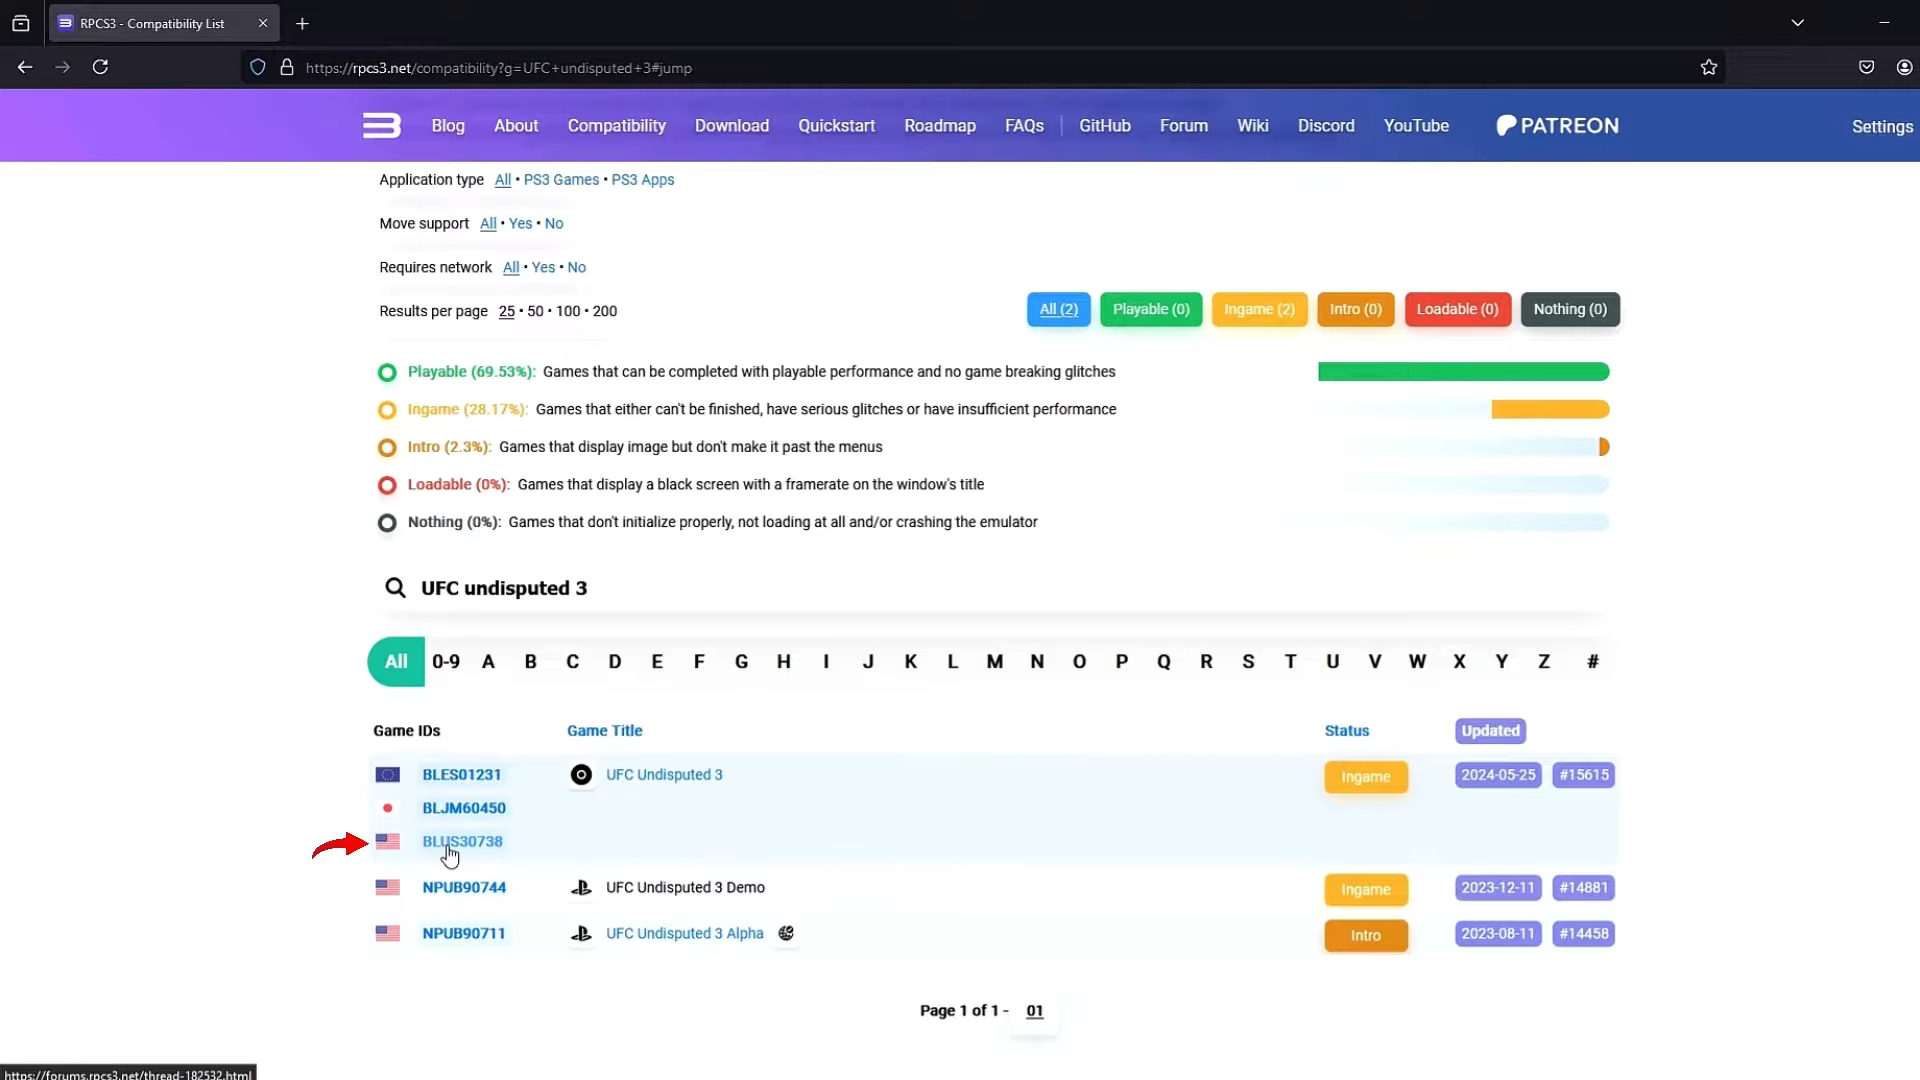 RPCS3 - Compatibility List
https://rpcs3.net/compatibility?g=UFC+undisputed+3#jump
Blog About Compatibility Download Quickstart Roadmap FAQs GitHub Forum Wiki Discord YouTube PATREON Settings
Application type All • PS3 Games • PS3 Apps
Move support All • Yes • No
Requires network All • Yes • No
Results per page 25 • 50 • 100 • 200
All (2) Playable (0) Ingame (2) Intro (0) Loadable (0) Nothing (0)
Playable (69.53%): Games that can be completed with playable performance and no game breaking glitches
Ingame (28.17%): Games that either can't be finished, have serious glitches or have insufficient performance
Intro (2.3%): Games that display image but don't make it past the menus
Loadable (0%): Games that display a black screen with a framerate on the window's title
Nothing (0%): Games that don't initialize properly, not loading at all and/or crashing the emulator
UFC undisputed 3
All 0-9 A B C D E F G H I J K L M N O P Q R S T U V W X Y Z #
Game IDs Game Title Status Updated
BLES01231 UFC Undisputed 3 Ingame 2024-05-25 #15615
BLJM60450
BLUS30738
NPUB90744 UFC Undisputed 3 Demo Ingame 2023-12-11 #14881
NPUB90711 UFC Undisputed 3 Alpha Intro 2023-08-11 #14458
Page 1 of 1 - 01
https://forums.rpcs3.net/thread-182532.html